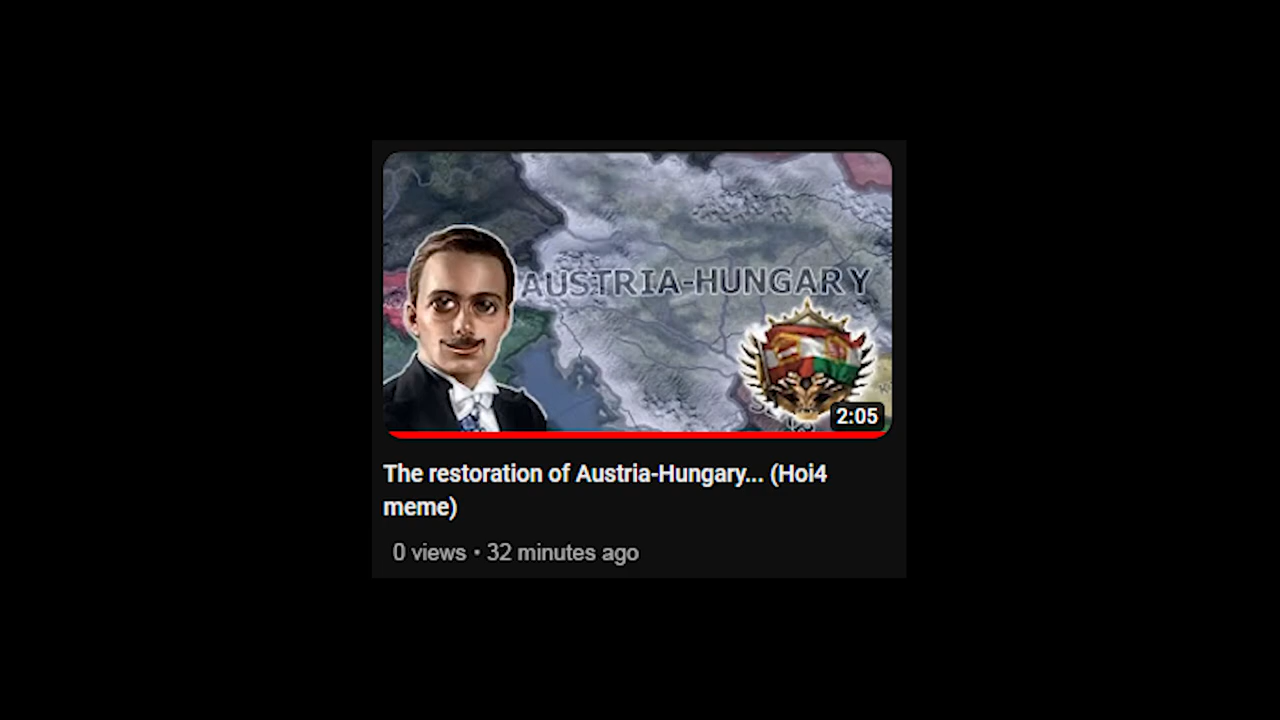 AUSTRIA-HUNGARY
2:05
The restoration of Austria-Hungary... (Hoi4
meme)
0 views • 32 minutes ago